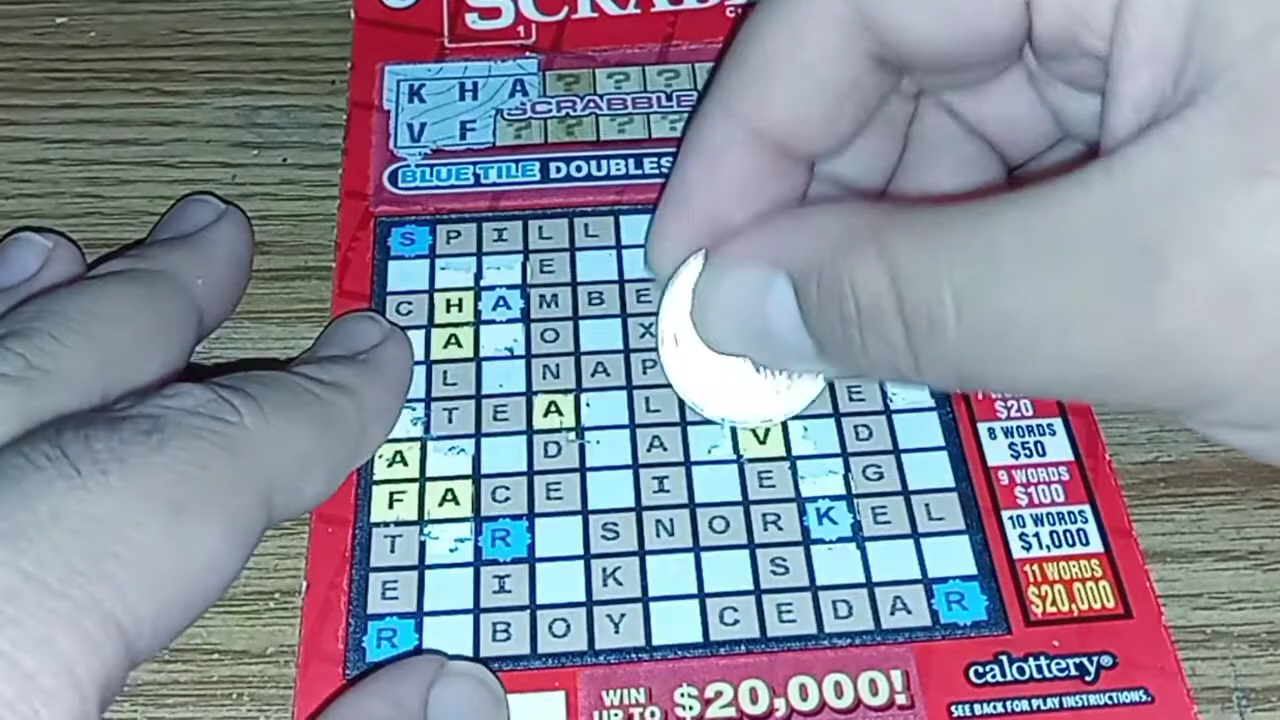 SCRAB
K H A ? ? ?
SCRABBLE
V F ? ? ? ?
BLUE TILE DOUBLES
S P I L L
E
C H A M B E
A O X
L N A P
T E A L E
V
A D A D
F A C E I E G
T R S N O R K E L
E I K S
R B O Y C E D A R
$20
8 WORDS
$50
9 WORDS
$100
10 WORDS
$1,000
11 WORDS
$20,000
WIN
UP TO $20,000!
calottery®
SEE BACK FOR PLAY INSTRUCTIONS.